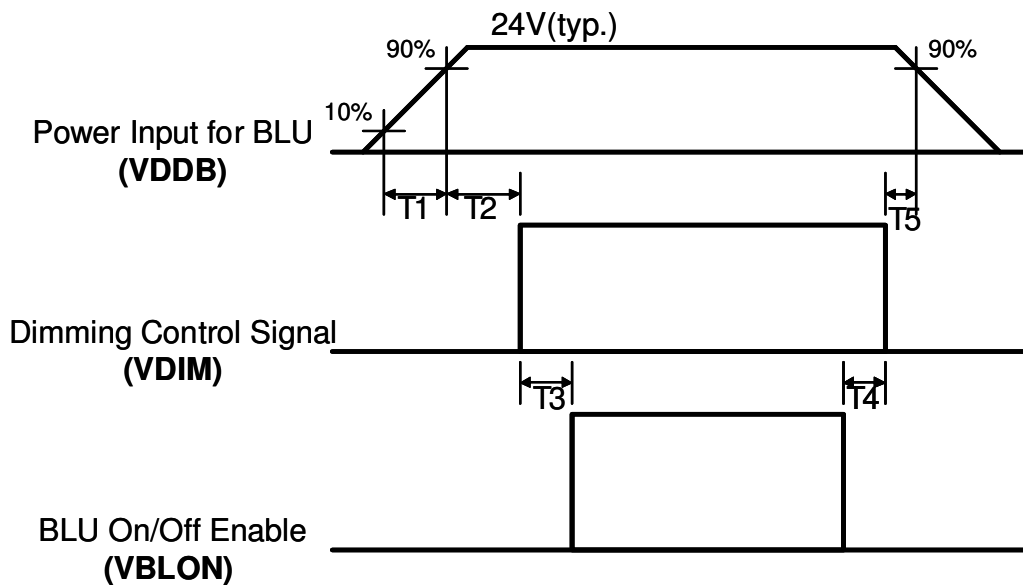 24V(typ.)
90%
90%
10%
Power Input for BLU
(VDDB)
T1
T2
T5
Dimming Control Signal
(VDIM)
T3
T4
BLU On/Off Enable
(VBLON)